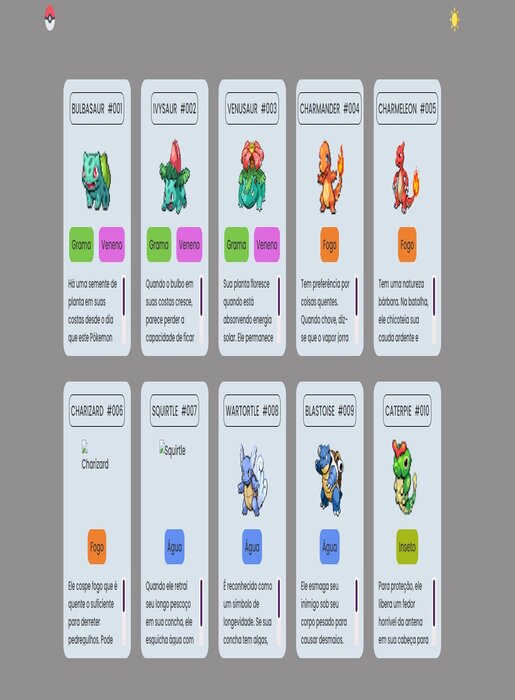 BULBASAUR #001
IVYSAUR #002
VENUSAUR #003
CHARMANDER #004
CHARMELEON #005
Grama Veneno
Grama Veneno
Grama Veneno
Fogo
Fogo
Há uma semente de
planta em suas
costas desde o dia
que este Pokemon
Quando o bulbo em
suas costas cresce,
parece perder a
capacidade de ficar
Sua planta floresce
quando está
absorvendo energia
solar. Ele permanece
Tem preferência por
coisas quentes.
Quando chove, diz-
se que o vapor jorra
Tem uma natureza
bárbara. Na batalha,
ele chicoteia sua
cauda ardente e
CHARIZARD #006
SQUIRTLE #007
WARTORTLE #008
BLASTOISE #009
CATERPIE #010
Charizard
Squirtle
Fogo
Água
Água
Água
Inseto
Ele cospe fogo que é
quente o suficiente
para derreter
pedregulhos. Pode
Quando ele retrai
seu longo pescoço
em sua concha, ele
esguicha água com
É reconhecido como
um símbolo de
longevidade. Se sua
concha tem algas,
Ele esmaga seu
inimigo sob seu
corpo pesado para
causar desmaios.
Para proteção, ele
libera um fedor
horrível da antena
em sua cabeça para